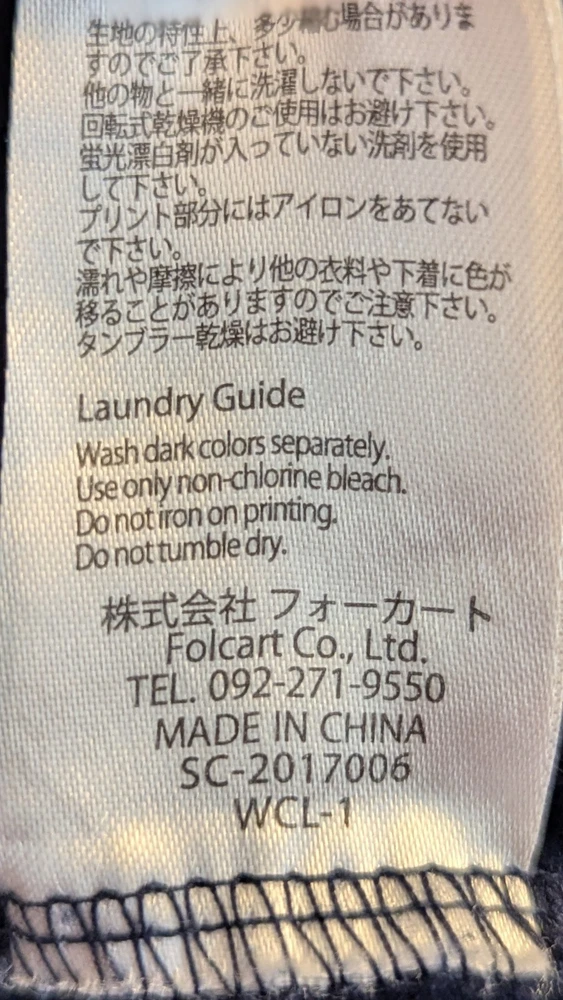 生地の特性上、多少縮む場合がありま
すのでご了承下さい。
他の物と一緒に洗濯しないで下さい。
回転式乾燥機のご使用はお避け下さい。
蛍光漂白剤が入っていない洗剤を使用
して下さい。
プリント部分にはアイロンをあてない
で下さい。
濡れや摩擦により他の衣料や下着に色が
移ることがありますのでご注意下さい。
タンブラー乾燥はお避け下さい。
Laundry Guide
Wash dark colors separately.
Use only non-chlorine bleach.
Do not iron on printing.
Do not tumble dry.
株式会社 フォーカート
Folcart Co., Ltd.
TEL. 092-271-9550
MADE IN CHINA
SC-2017006
WCL-1